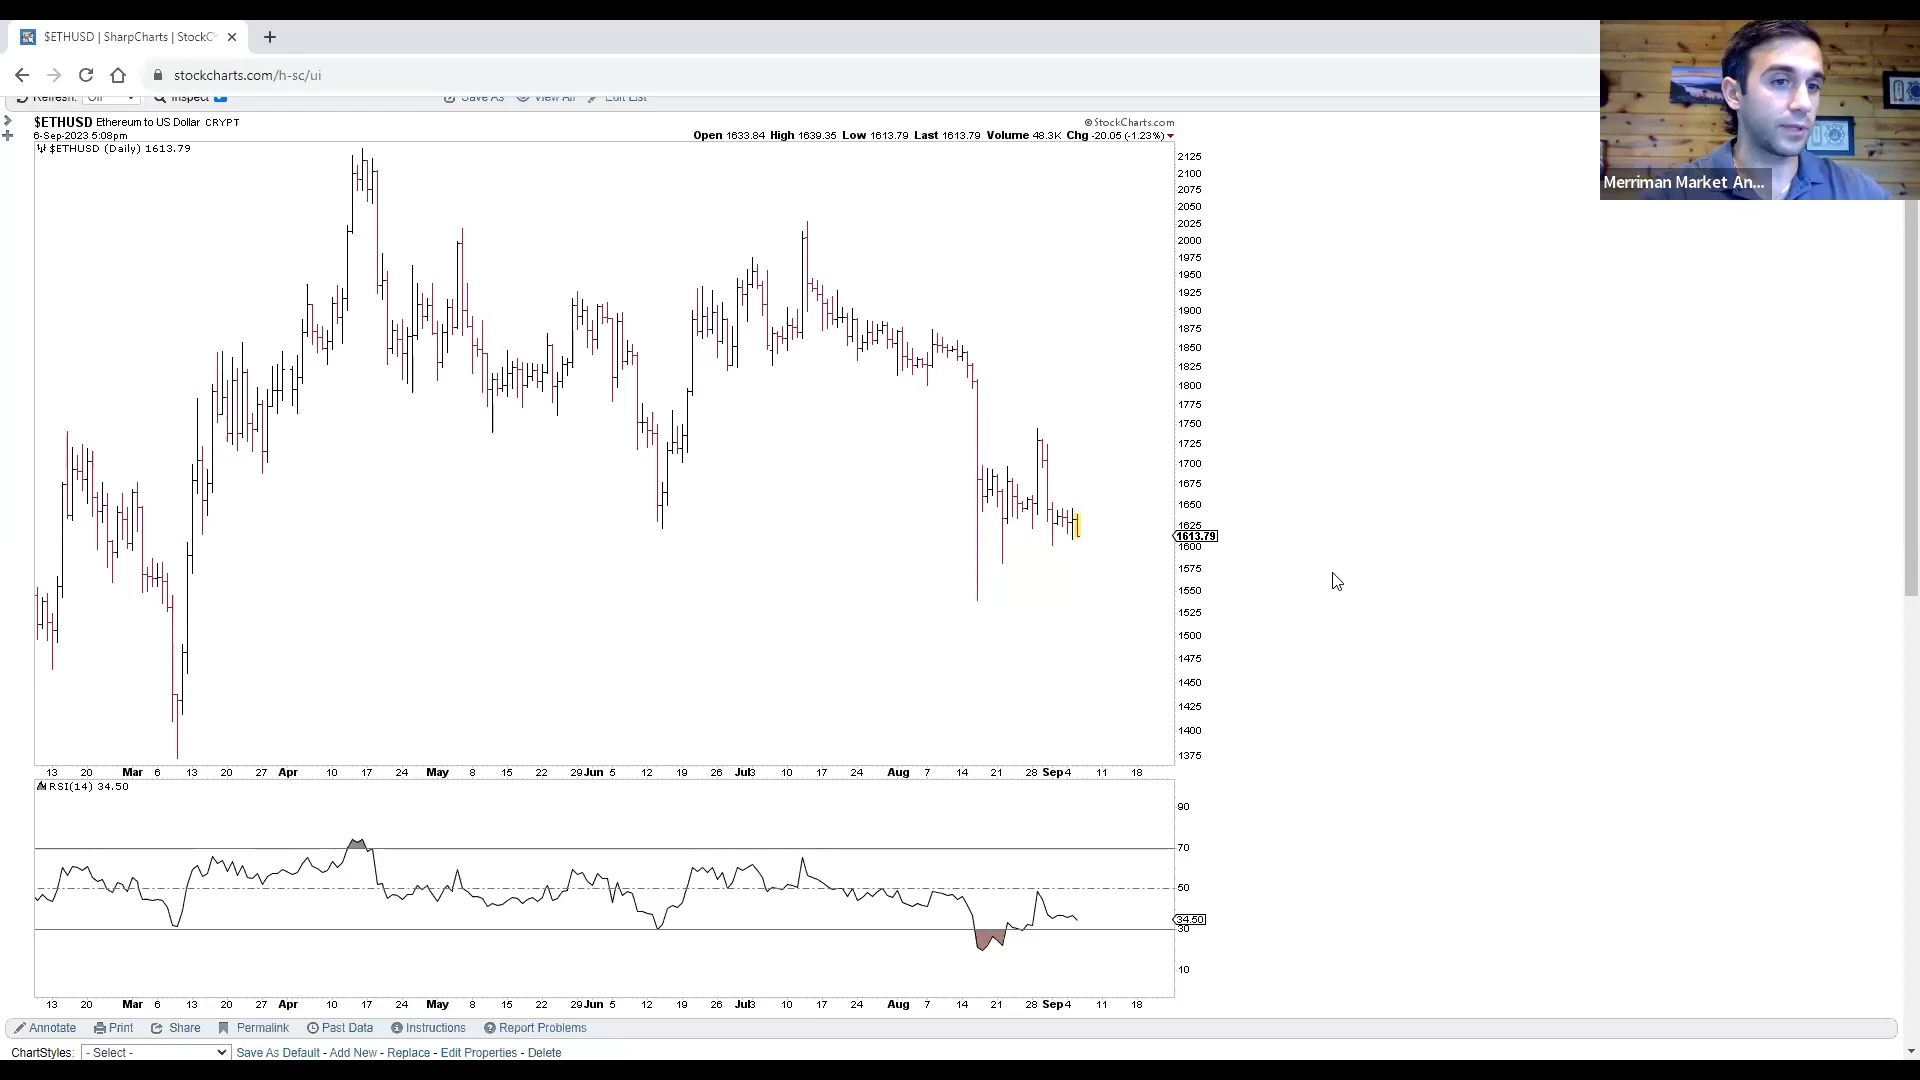 $ETHUSD | SharpCharts | StockC
stockcharts.com/h-sc/ui
Refresh: Off Inspect Save As View All Edit List
$ETHUSD Ethereum to US Dollar CRYPT
© StockCharts.com
6-Sep-2023 5:08pm
Open 1633.84 High 1639.35 Low 1613.79 Last 1613.79 Volume 48.3K Chg -20.05 (-1.23%)
$ETHUSD (Daily) 1613.79
2125
2100
2075
2050
2025
2000
1975
1950
1925
1900
1875
1850
1825
1800
1775
1750
1725
1700
1675
1650
1625
1613.79
1600
1575
1550
1525
1500
1475
1450
1425
1400
1375
13 20 Mar 6 13 20 27 Apr 10 17 24 May 8 15 22 29 Jun 5 12 19 26 Jul 3 10 17 24 Aug 7 14 21 28 Sep 4 11 18
RSI(14) 34.50
90
70
50
34.50
30
10
13 20 Mar 6 13 20 27 Apr 10 17 24 May 8 15 22 29 Jun 5 12 19 26 Jul 3 10 17 24 Aug 7 14 21 28 Sep 4 11 18
Annotate Print Share Permalink Past Data Instructions Report Problems
ChartStyles: - Select - Save As Default - Add New - Replace - Edit Properties - Delete
Merriman Market An...